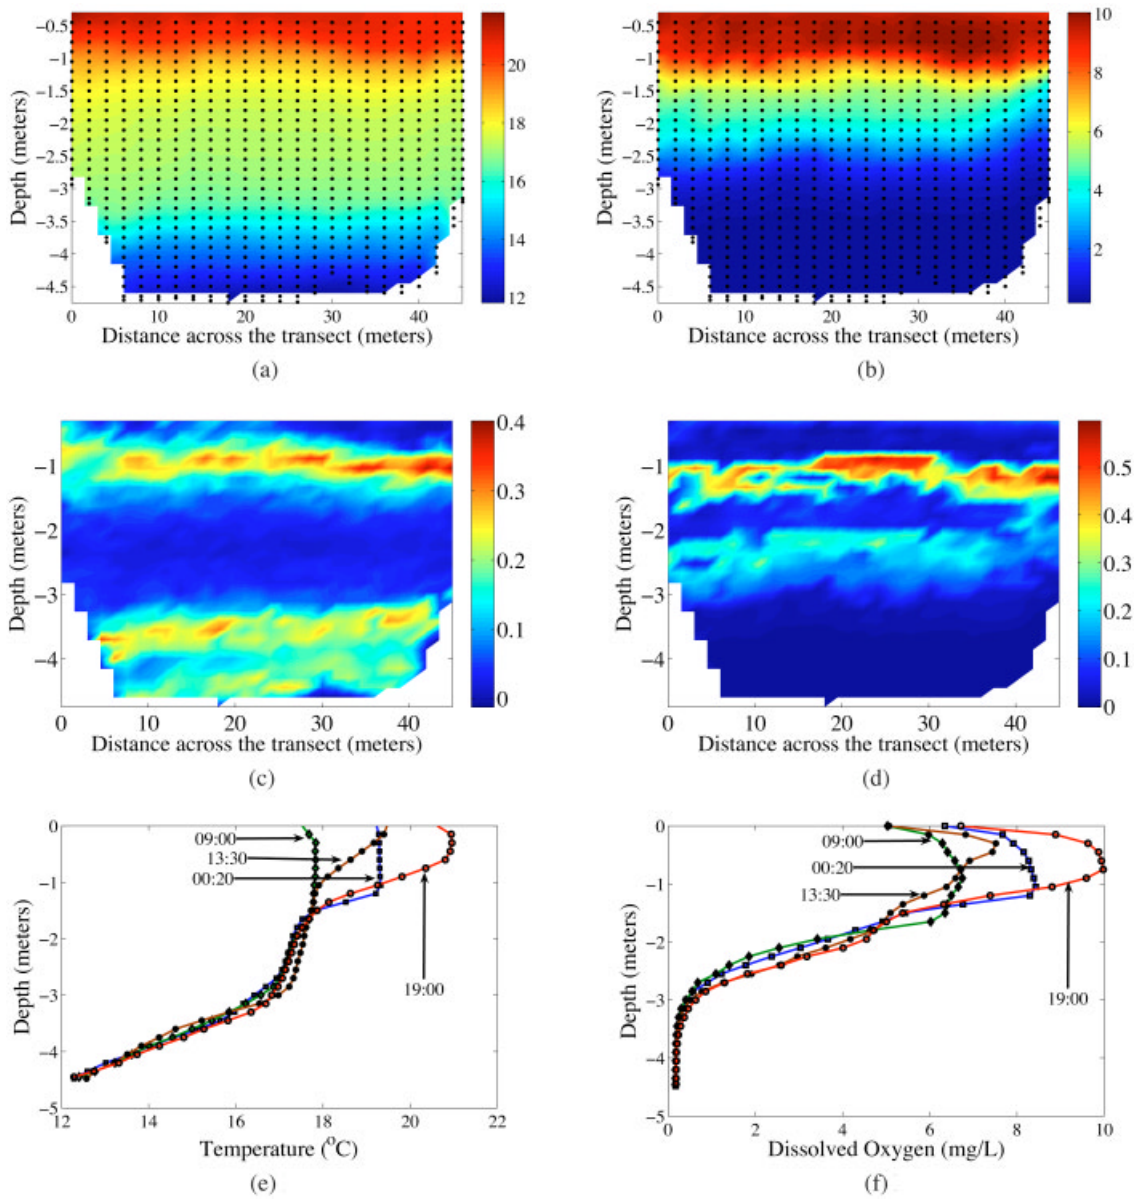 −0.5
−1
−1.5
−2
−2.5
−3
−3.5
−4
−4.5
0 10 20 30 40
20
18
16
14
12
Depth (meters)
Distance across the transect (meters)
(a)
−0.5
−1
−1.5
−2
−2.5
−3
−3.5
−4
−4.5
0 10 20 30 40
10
8
6
4
2
Depth (meters)
Distance across the transect (meters)
(b)
−1
−2
−3
−4
0 10 20 30 40
0.4
0.3
0.2
0.1
0
Depth (meters)
Distance across the transect (meters)
(c)
−1
−2
−3
−4
0 10 20 30 40
0.5
0.4
0.3
0.2
0.1
0
Depth (meters)
Distance across the transect (meters)
(d)
0
−1
−2
−3
−4
−5
12 14 16 18 20 22
09:00
13:30
00:20
19:00
Depth (meters)
Temperature (°C)
(e)
0
−1
−2
−3
−4
−5
0 2 4 6 8 10
09:00
00:20
13:30
19:00
Depth (meters)
Dissolved Oxygen (mg/L)
(f)